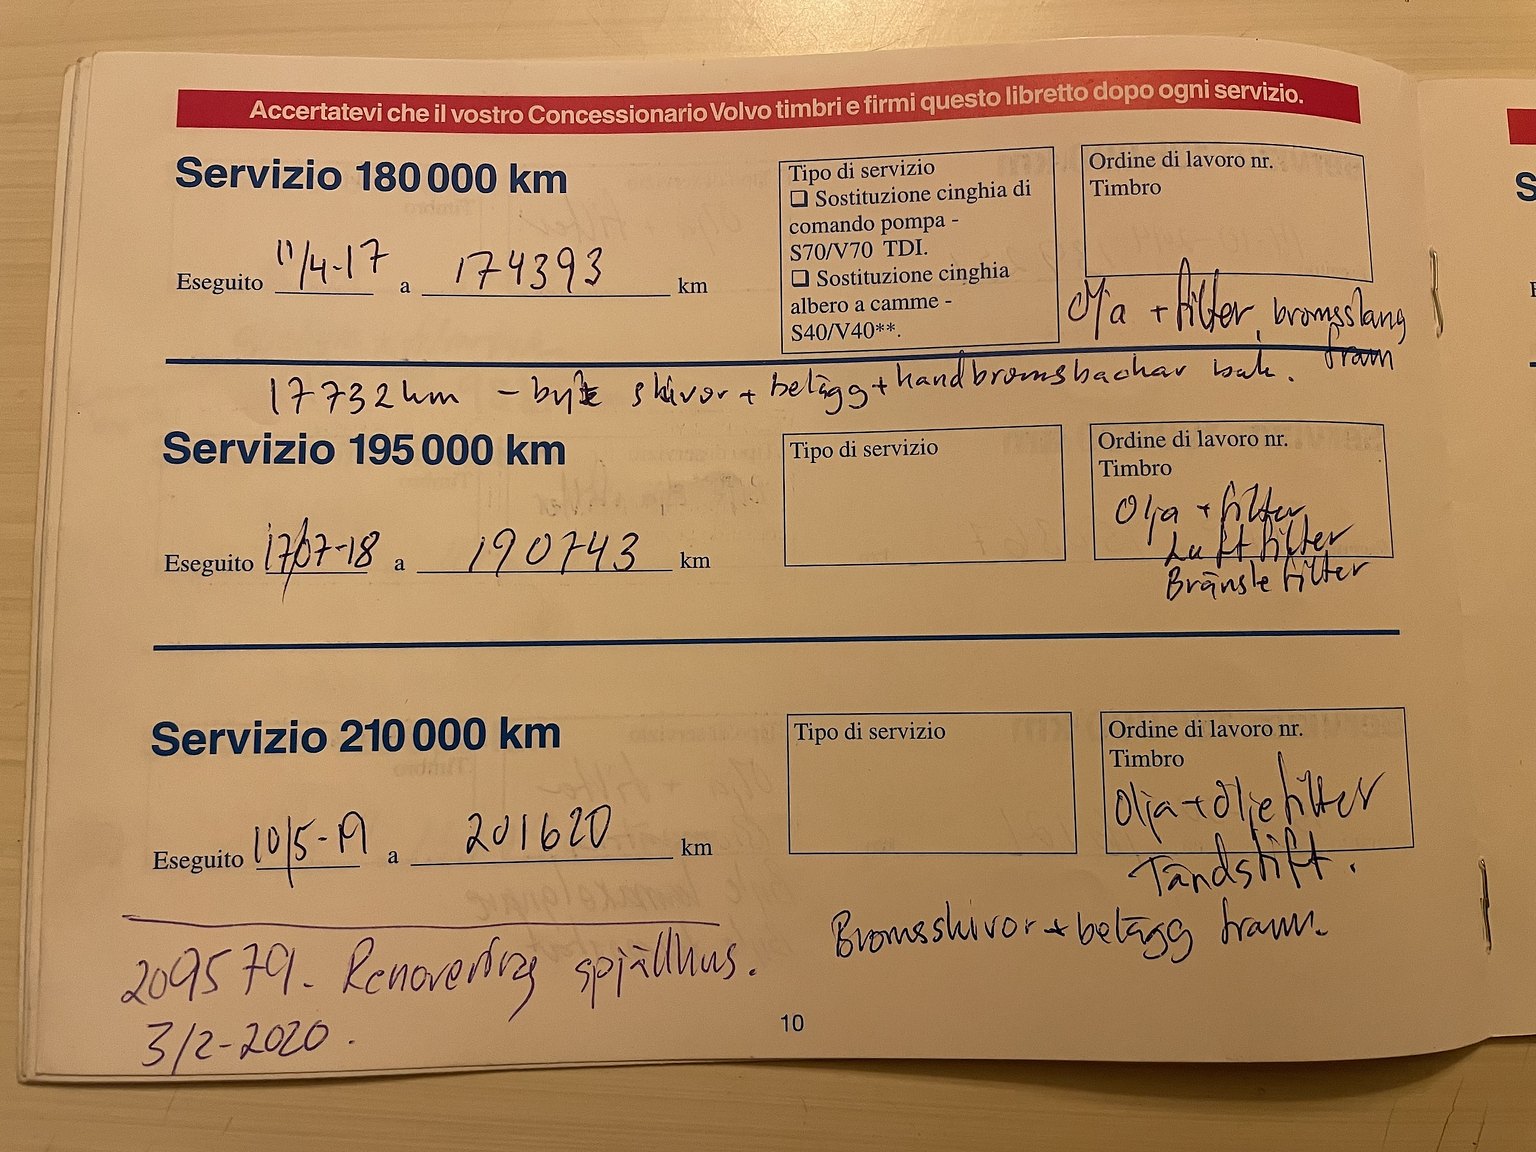 Accertatevi che il vostro Concessionario Volvo timbri e firmi questo libretto dopo ogni servizio.
Servizio 180 000 km
Eseguito 11/4-17 a 174393 km
Tipo di servizio
❑ Sostituzione cinghia di
comando pompa -
S70/V70 TDI.
❑ Sostituzione cinghia
albero a camme -
S40/V40**.
Ordine di lavoro nr.
Timbro
Olja + filter, bromsslang
fram
17732 km - byte skivor + belägg + handbromsbackar bak.
Servizio 195 000 km
Eseguito 17/07-18 a 190743 km
Tipo di servizio
Ordine di lavoro nr.
Timbro
Olja + filter
Luftfilter
Bränslefilter
Servizio 210 000 km
Eseguito 10/5-19 a 201620 km
Tipo di servizio
Ordine di lavoro nr.
Timbro
Olja + Oljefilter
Tändstift.
Bromsskivor + belägg fram.
209579. Renovering spjällhus.
3/2-2020.
10